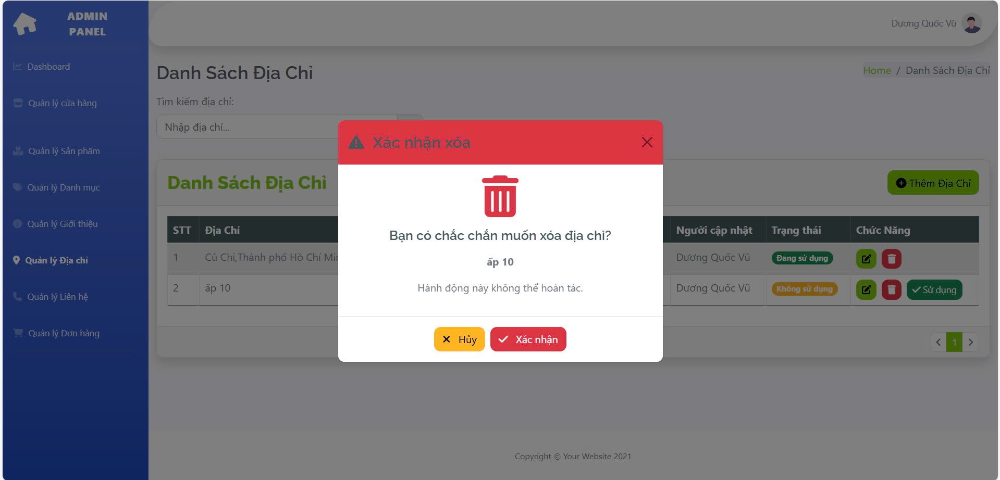 ADMIN
PANEL
Dương Quốc Vũ
Dashboard
Quản lý cửa hàng
Quản lý Sản phẩm
Quản lý Danh mục
Quản lý Giới thiệu
Quản lý Địa chỉ
Quản lý Liên hệ
Quản lý Đơn hàng
Danh Sách Địa Chỉ
Home / Danh Sách Địa Chỉ
Tìm kiếm địa chỉ:
Nhập địa chỉ...
Danh Sách Địa Chỉ
Thêm Địa Chỉ
STT Địa Chỉ Người cập nhật Trạng thái Chức Năng
1 Củ Chi,Thành phố Hồ Chí Mi Dương Quốc Vũ Đang sử dụng
2 ấp 10 Dương Quốc Vũ Không sử dụng Sử dụng
1
Xác nhận xóa
Bạn có chắc chắn muốn xóa địa chỉ?
ấp 10
Hành động này không thể hoàn tác.
Hủy Xác nhận
Copyright © Your Website 2021